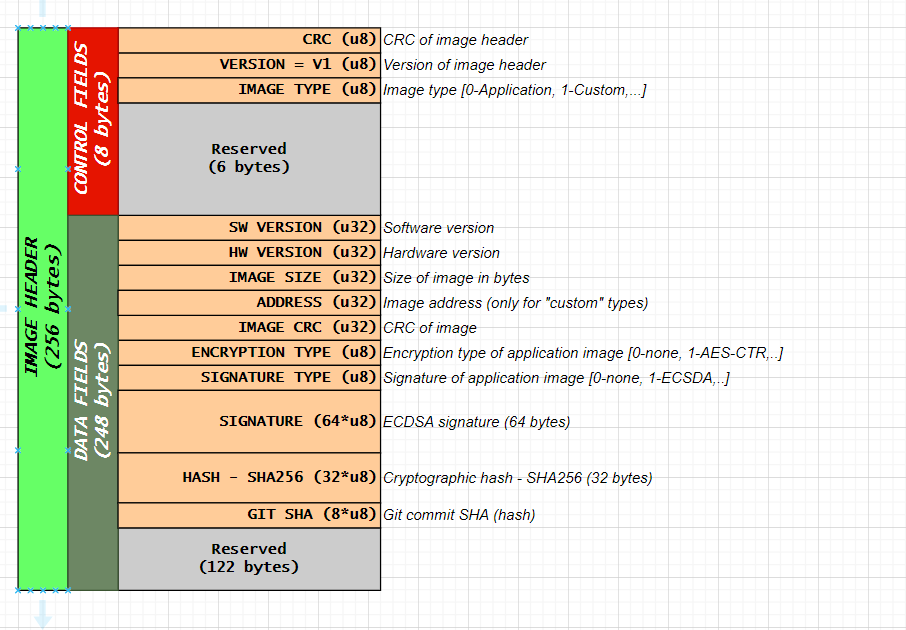 IMAGE HEADER
(256 bytes)
CONTROL FIELDS
(8 bytes)
CRC (u8) CRC of image header
VERSION = V1 (u8) Version of image header
IMAGE TYPE (u8) Image type [0-Application, 1-Custom,...]
Reserved
(6 bytes)
DATA FIELDS
(248 bytes)
SW VERSION (u32) Software version
HW VERSION (u32) Hardware version
IMAGE SIZE (u32) Size of image in bytes
ADDRESS (u32) Image address (only for "custom" types)
IMAGE CRC (u32) CRC of image
ENCRYPTION TYPE (u8) Encryption type of application image [0-none, 1-AES-CTR,..]
SIGNATURE TYPE (u8) Signature of application image [0-none, 1-ECSDA,..]
SIGNATURE (64*u8) ECDSA signature (64 bytes)
HASH - SHA256 (32*u8) Cryptographic hash - SHA256 (32 bytes)
GIT SHA (8*u8) Git commit SHA (hash)
Reserved
(122 bytes)